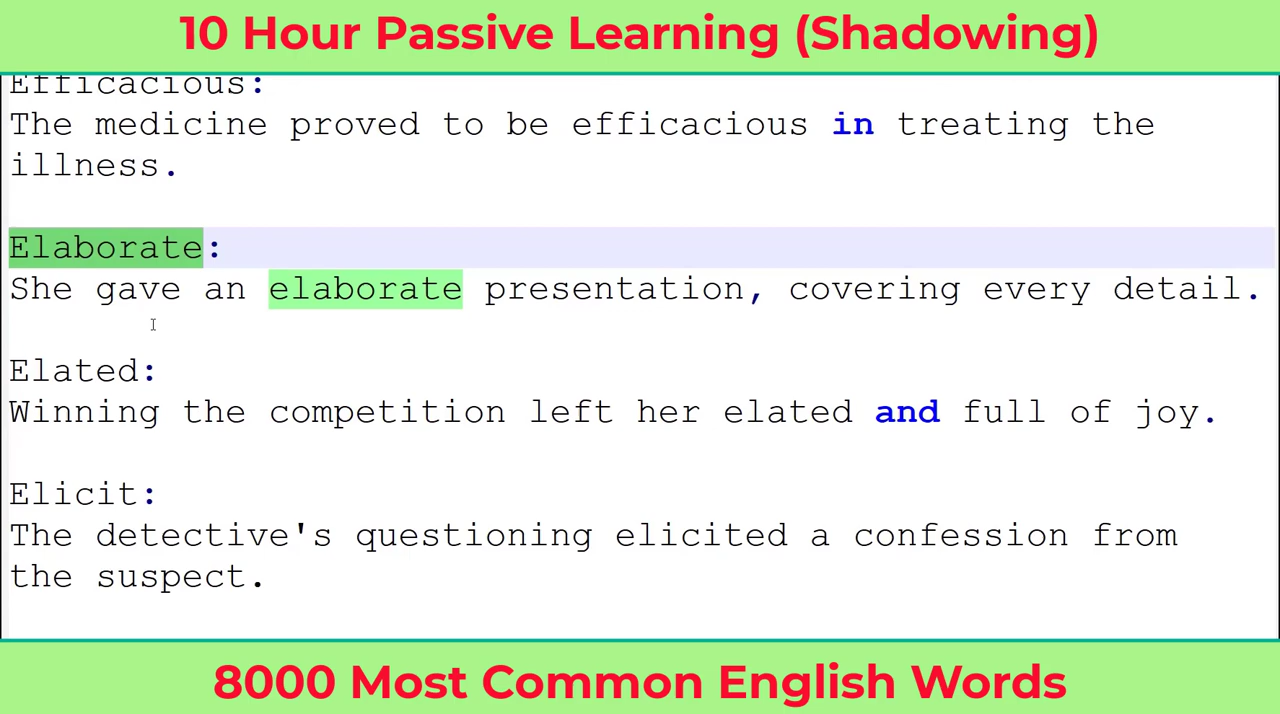 10 Hour Passive Learning (Shadowing)
Efficacious:
The medicine proved to be efficacious in treating the
illness.
Elaborate:
She gave an elaborate presentation, covering every detail.
Elated:
Winning the competition left her elated and full of joy.
Elicit:
The detective's questioning elicited a confession from
the suspect.
8000 Most Common English Words